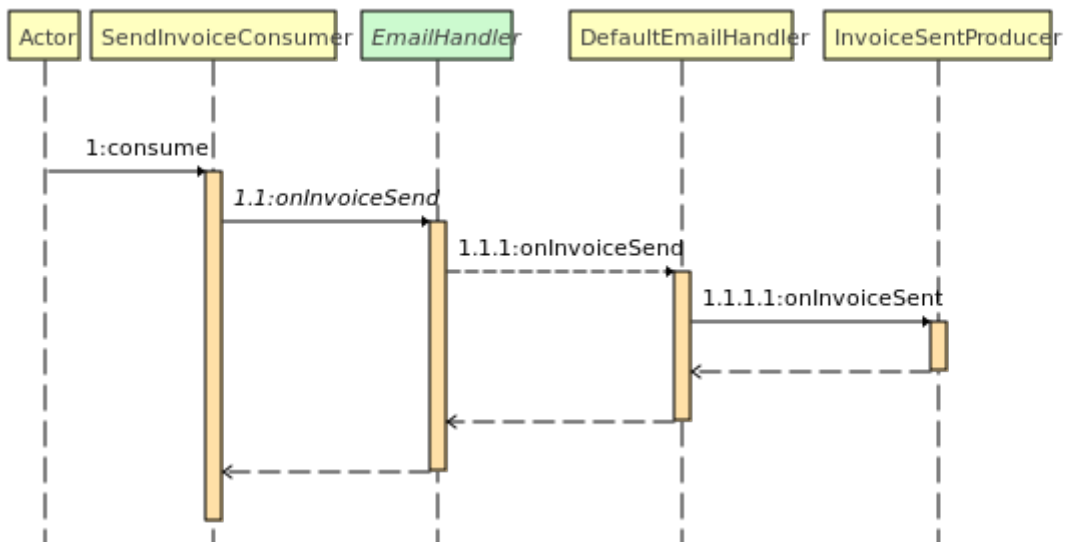 Actor
SendInvoiceConsumer
EmailHandler
DefaultEmailHandler
InvoiceSentProducer
1:consume
1.1:onInvoiceSend
1.1.1:onInvoiceSend
1.1.1.1:onInvoiceSent